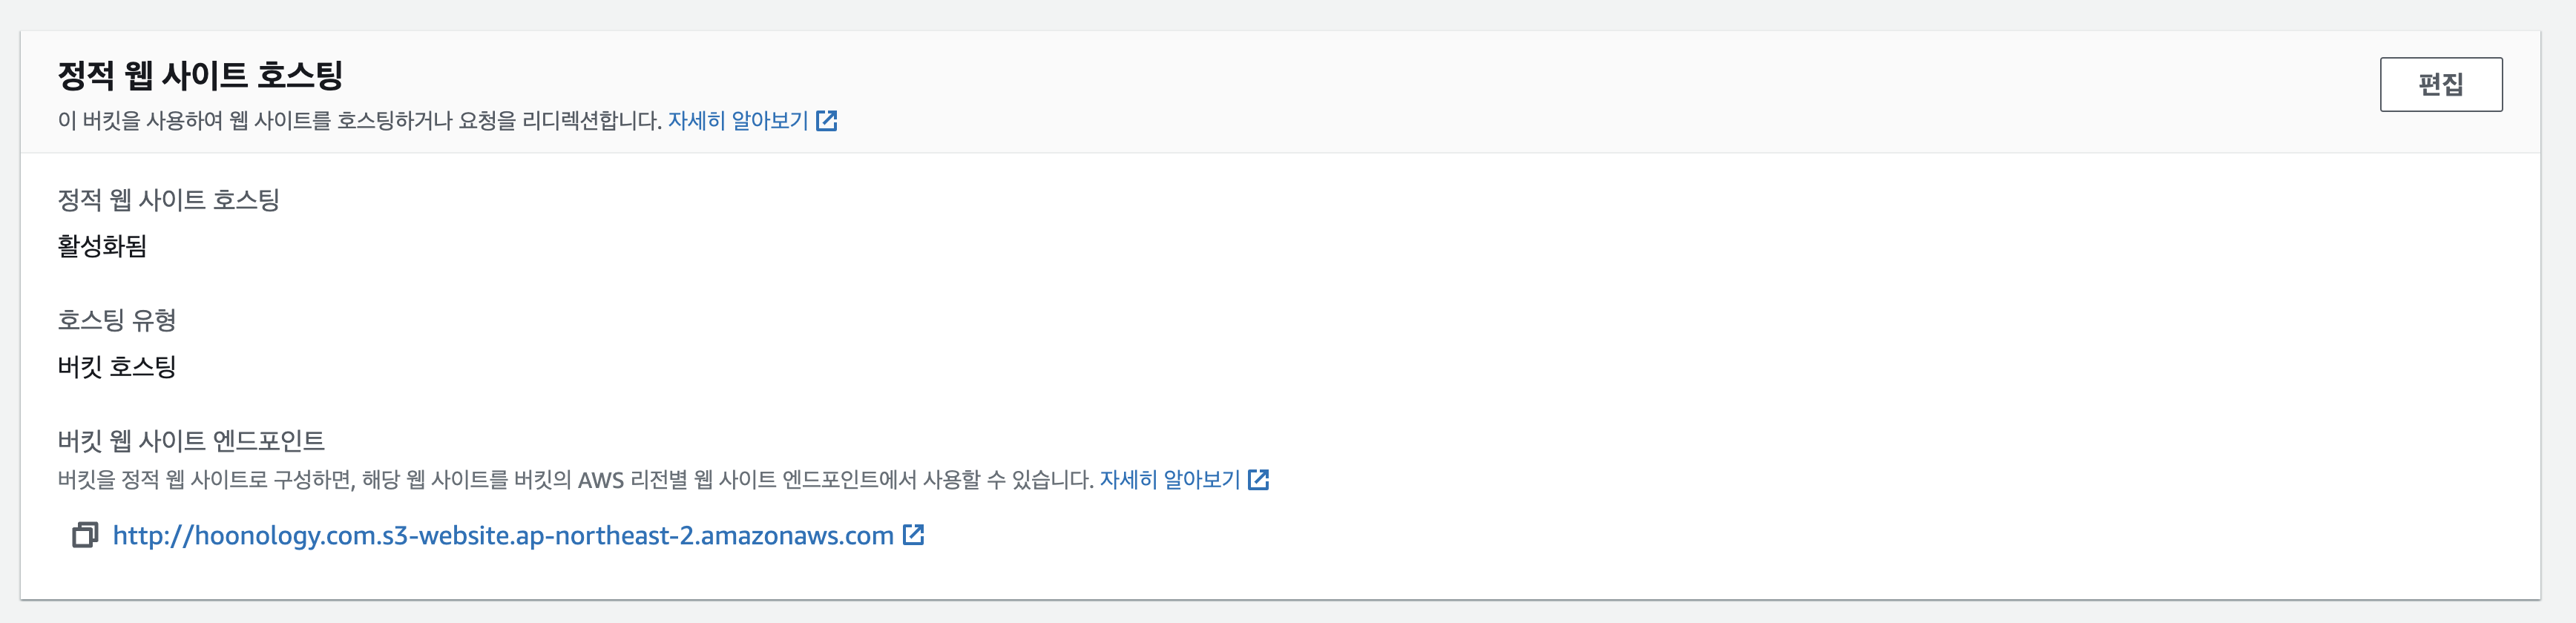 정적 웹 사이트 호스팅
편집
이 버킷을 사용하여 웹 사이트를 호스팅하거나 요청을 리디렉션합니다. 자세히 알아보기
정적 웹 사이트 호스팅
활성화됨
호스팅 유형
버킷 호스팅
버킷 웹 사이트 엔드포인트
버킷을 정적 웹 사이트로 구성하면, 해당 웹 사이트를 버킷의 AWS 리전별 웹 사이트 엔드포인트에서 사용할 수 있습니다. 자세히 알아보기
http://hoonology.com.s3-website.ap-northeast-2.amazonaws.com